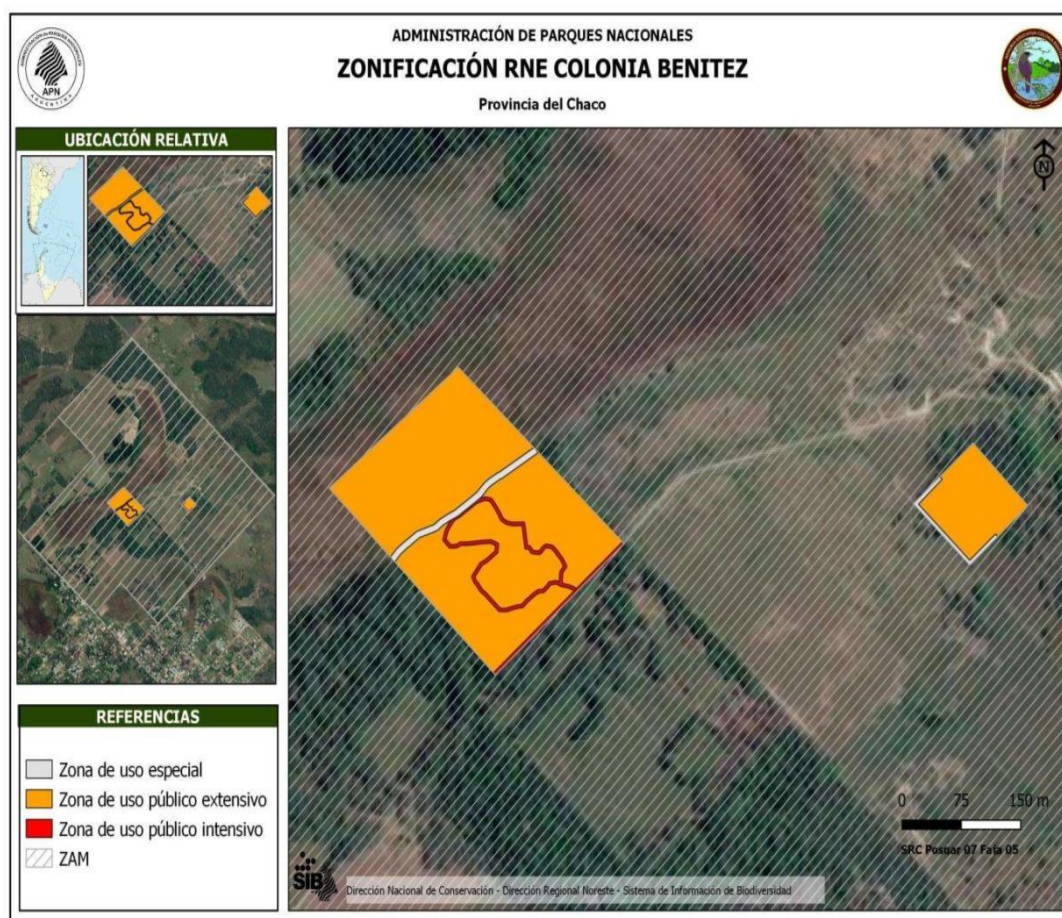 ADMINISTRACIÓN DE PARQUES NACIONALES
ZONIFICACIÓN RNE COLONIA BENITEZ
Provincia del Chaco
APN
ARGENTINA
UBICACIÓN RELATIVA
N
REFERENCIAS
Zona de uso especial
Zona de uso público extensivo
Zona de uso público intensivo
ZAM
0 75 150 m
SRC Posgar 07 Faja 05
SIB
Dirección Nacional de Conservación - Dirección Regional Noreste - Sistema de Información de Biodiversidad